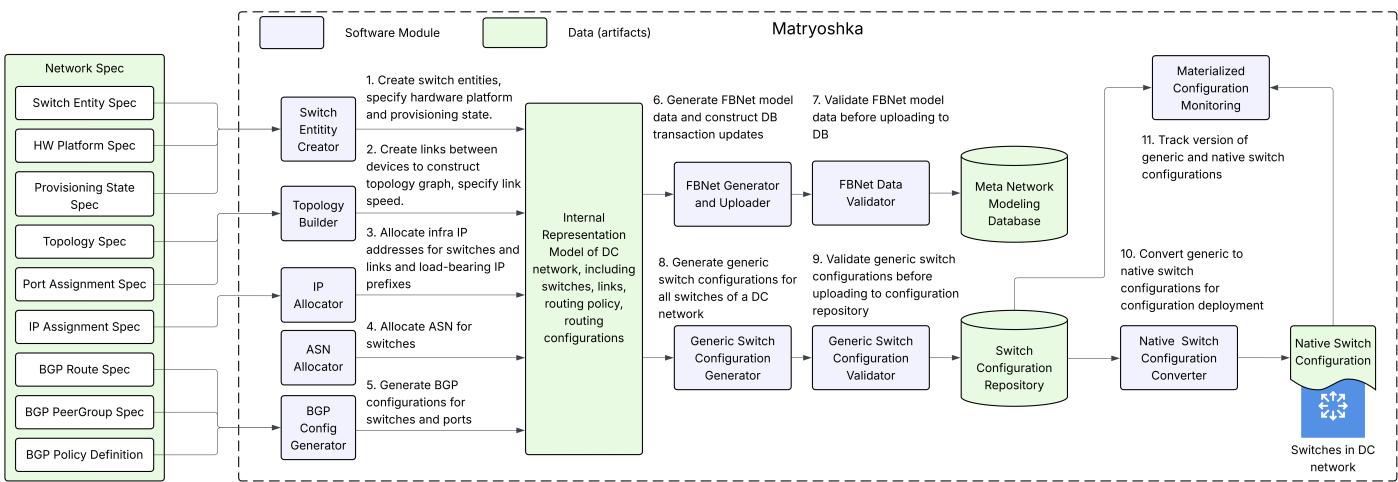 Matryoshka
Software Module
Data (artifacts)
Network Spec
Switch Entity Spec
HW Platform Spec
Provisioning State
Spec
Topology Spec
Port Assignment Spec
IP Assignment Spec
BGP Route Spec
BGP PeerGroup Spec
BGP Policy Definition
Switch
Entity
Creator
Topology
Builder
IP
Allocator
ASN
Allocator
BGP
Config
Generator
1. Create switch entities,
specify hardware platform
and provisioning state.
2. Create links between
devices to construct
topology graph, specify link
speed.
3. Allocate infra IP
addresses for switches and
links and load-bearing IP
prefixes
4. Allocate ASN for
switches
5. Generate BGP
configurations for
switches and ports
Internal
Representation
Model of DC
network, including
switches, links,
routing policy,
routing
configurations
6. Generate FBNet model
data and construct DB
transaction updates
7. Validate FBNet model
data before uploading to
DB
FBNet Generator
and Uploader
FBNet Data
Validator
Meta Network
Modeling
Database
8. Generate generic
switch configurations for
all switches of a DC
network
9. Validate generic switch
configurations before
uploading to configuration
repository
Generic Switch
Configuration
Generator
Generic Switch
Configuration
Validator
Switch
Configuration
Repository
Materialized
Configuration
Monitoring
11. Track version of
generic and native switch
configurations
10. Convert generic to
native switch
configurations for
configuration deployment
Native Switch
Configuration
Converter
Native Switch
Configuration
Switches in DC
network